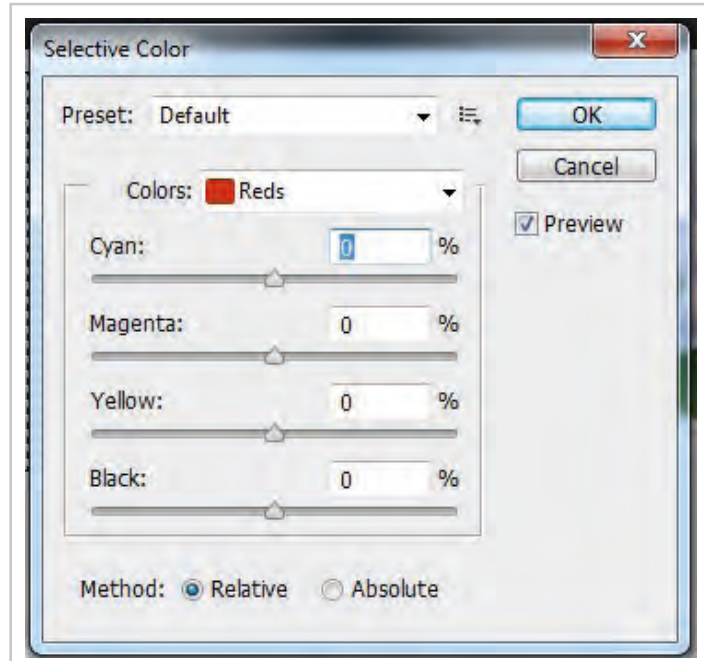 Selective Color
Preset: Default
OK
Cancel
Colors: Reds
Preview
Cyan: 0 %
Magenta: 0 %
Yellow: 0 %
Black: 0 %
Method: Relative Absolute